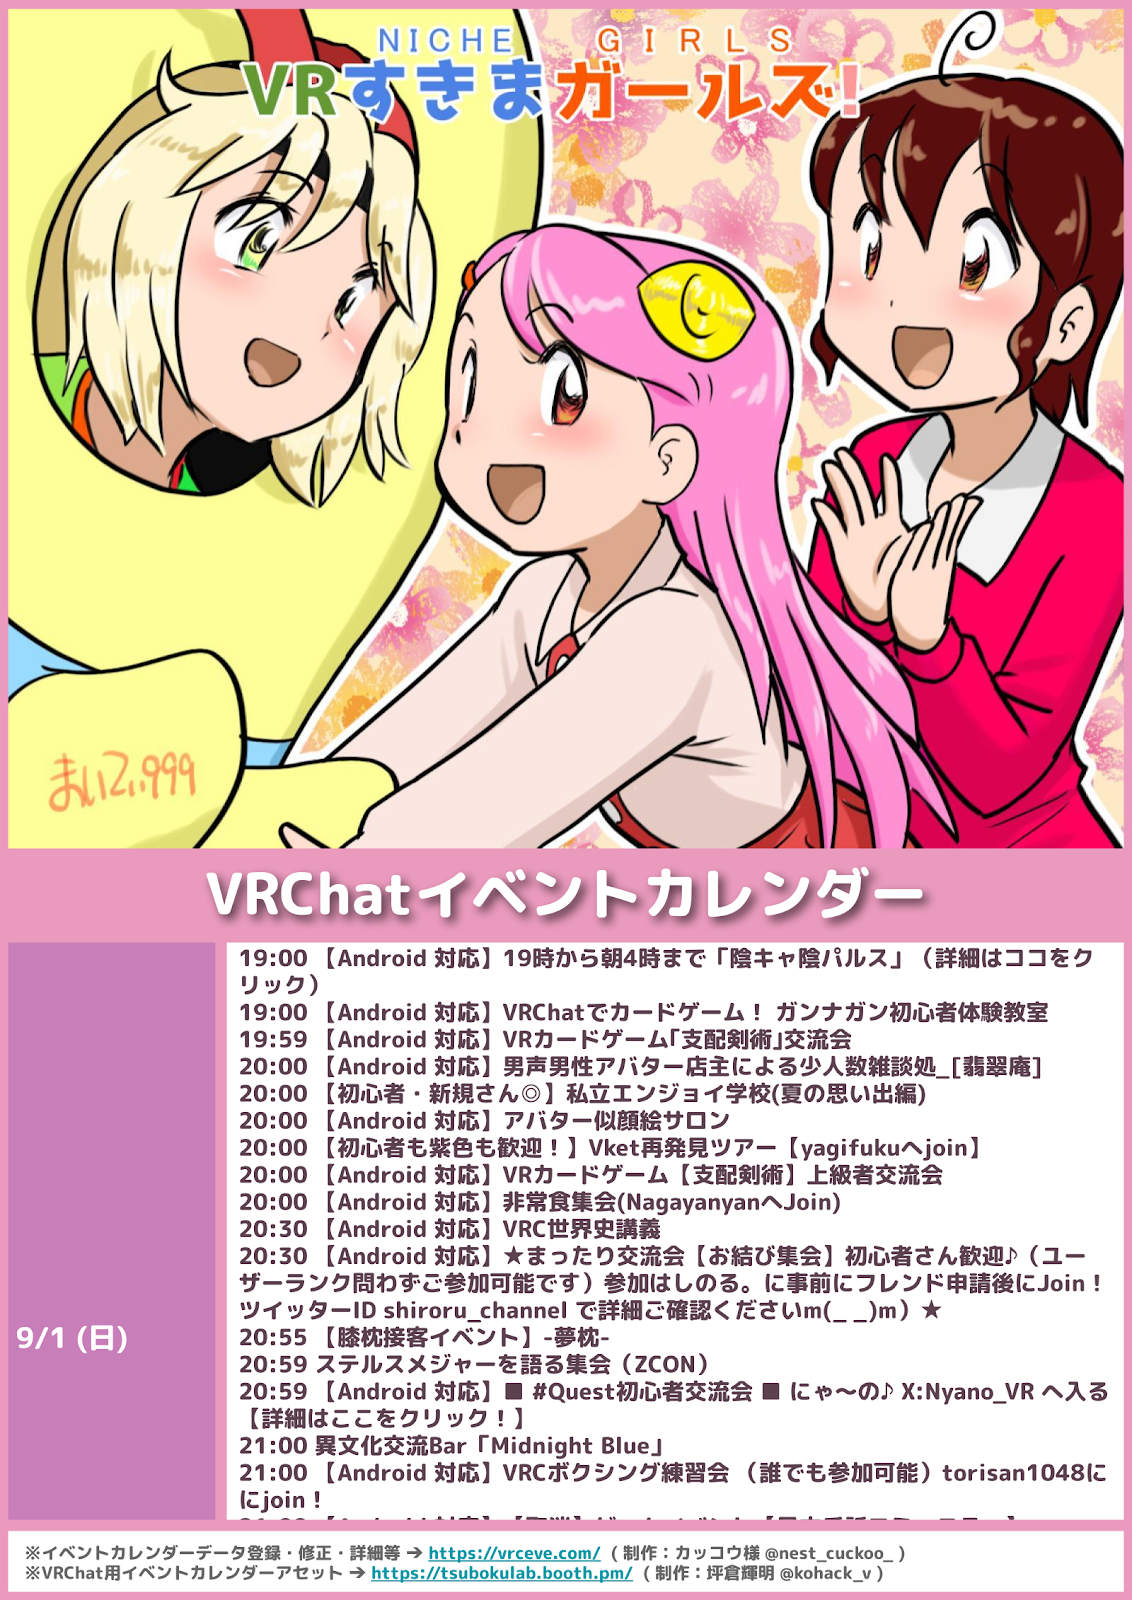 NICHE GIRLS
VRすきまガールズ!
まいてぃ999
VRChatイベントカレンダー
9/1 (日)
19:00 【Android 対応】19時から朝4時まで「陰キャ陰パルス」（詳細はココをク
リック）
19:00 【Android 対応】VRChatでカードゲーム！ ガンナガン初心者体験教室
19:59 【Android 対応】VRカードゲーム｢支配剣術｣交流会
20:00 【Android 対応】男声男性アバター店主による少人数雑談処_[翡翠庵]
20:00 【初心者・新規さん◎】私立エンジョイ学校(夏の思い出編)
20:00 【Android 対応】アバター似顔絵サロン
20:00 【初心者も紫色も歓迎！】Vket再発見ツアー【yagifukuへjoin】
20:00 【Android 対応】VRカードゲーム【支配剣術】上級者交流会
20:00 【Android 対応】非常食集会(NagayanyanへJoin)
20:30 【Android 対応】VRC世界史講義
20:30 【Android 対応】★まったり交流会【お結び集会】初心者さん歓迎♪（ユー
ザーランク問わずご参加可能です）参加はしのる。に事前にフレンド申請後にJoin！
ツイッターID shiroru_channel で詳細ご確認くださいm(_ _)m）★
20:55 【膝枕接客イベント】-夢枕-
20:59 ステルスメジャーを語る集会（ZCON）
20:59 【Android 対応】■ #Quest初心者交流会 ■ にゃ～の♪ X:Nyano_VR へ入る
【詳細はここをクリック！】
21:00 異文化交流Bar「Midnight Blue」
21:00 【Android 対応】VRCボクシング練習会 （誰でも参加可能）torisan1048に
にjoin！
※イベントカレンダーデータ登録・修正・詳細等 ➔ https://vrceve.com/ ( 制作：カッコウ様 @nest_cuckoo_ )
※VRChat用イベントカレンダーアセット ➔ https://tsubokulab.booth.pm/ ( 制作：坪倉輝明 @kohack_v )